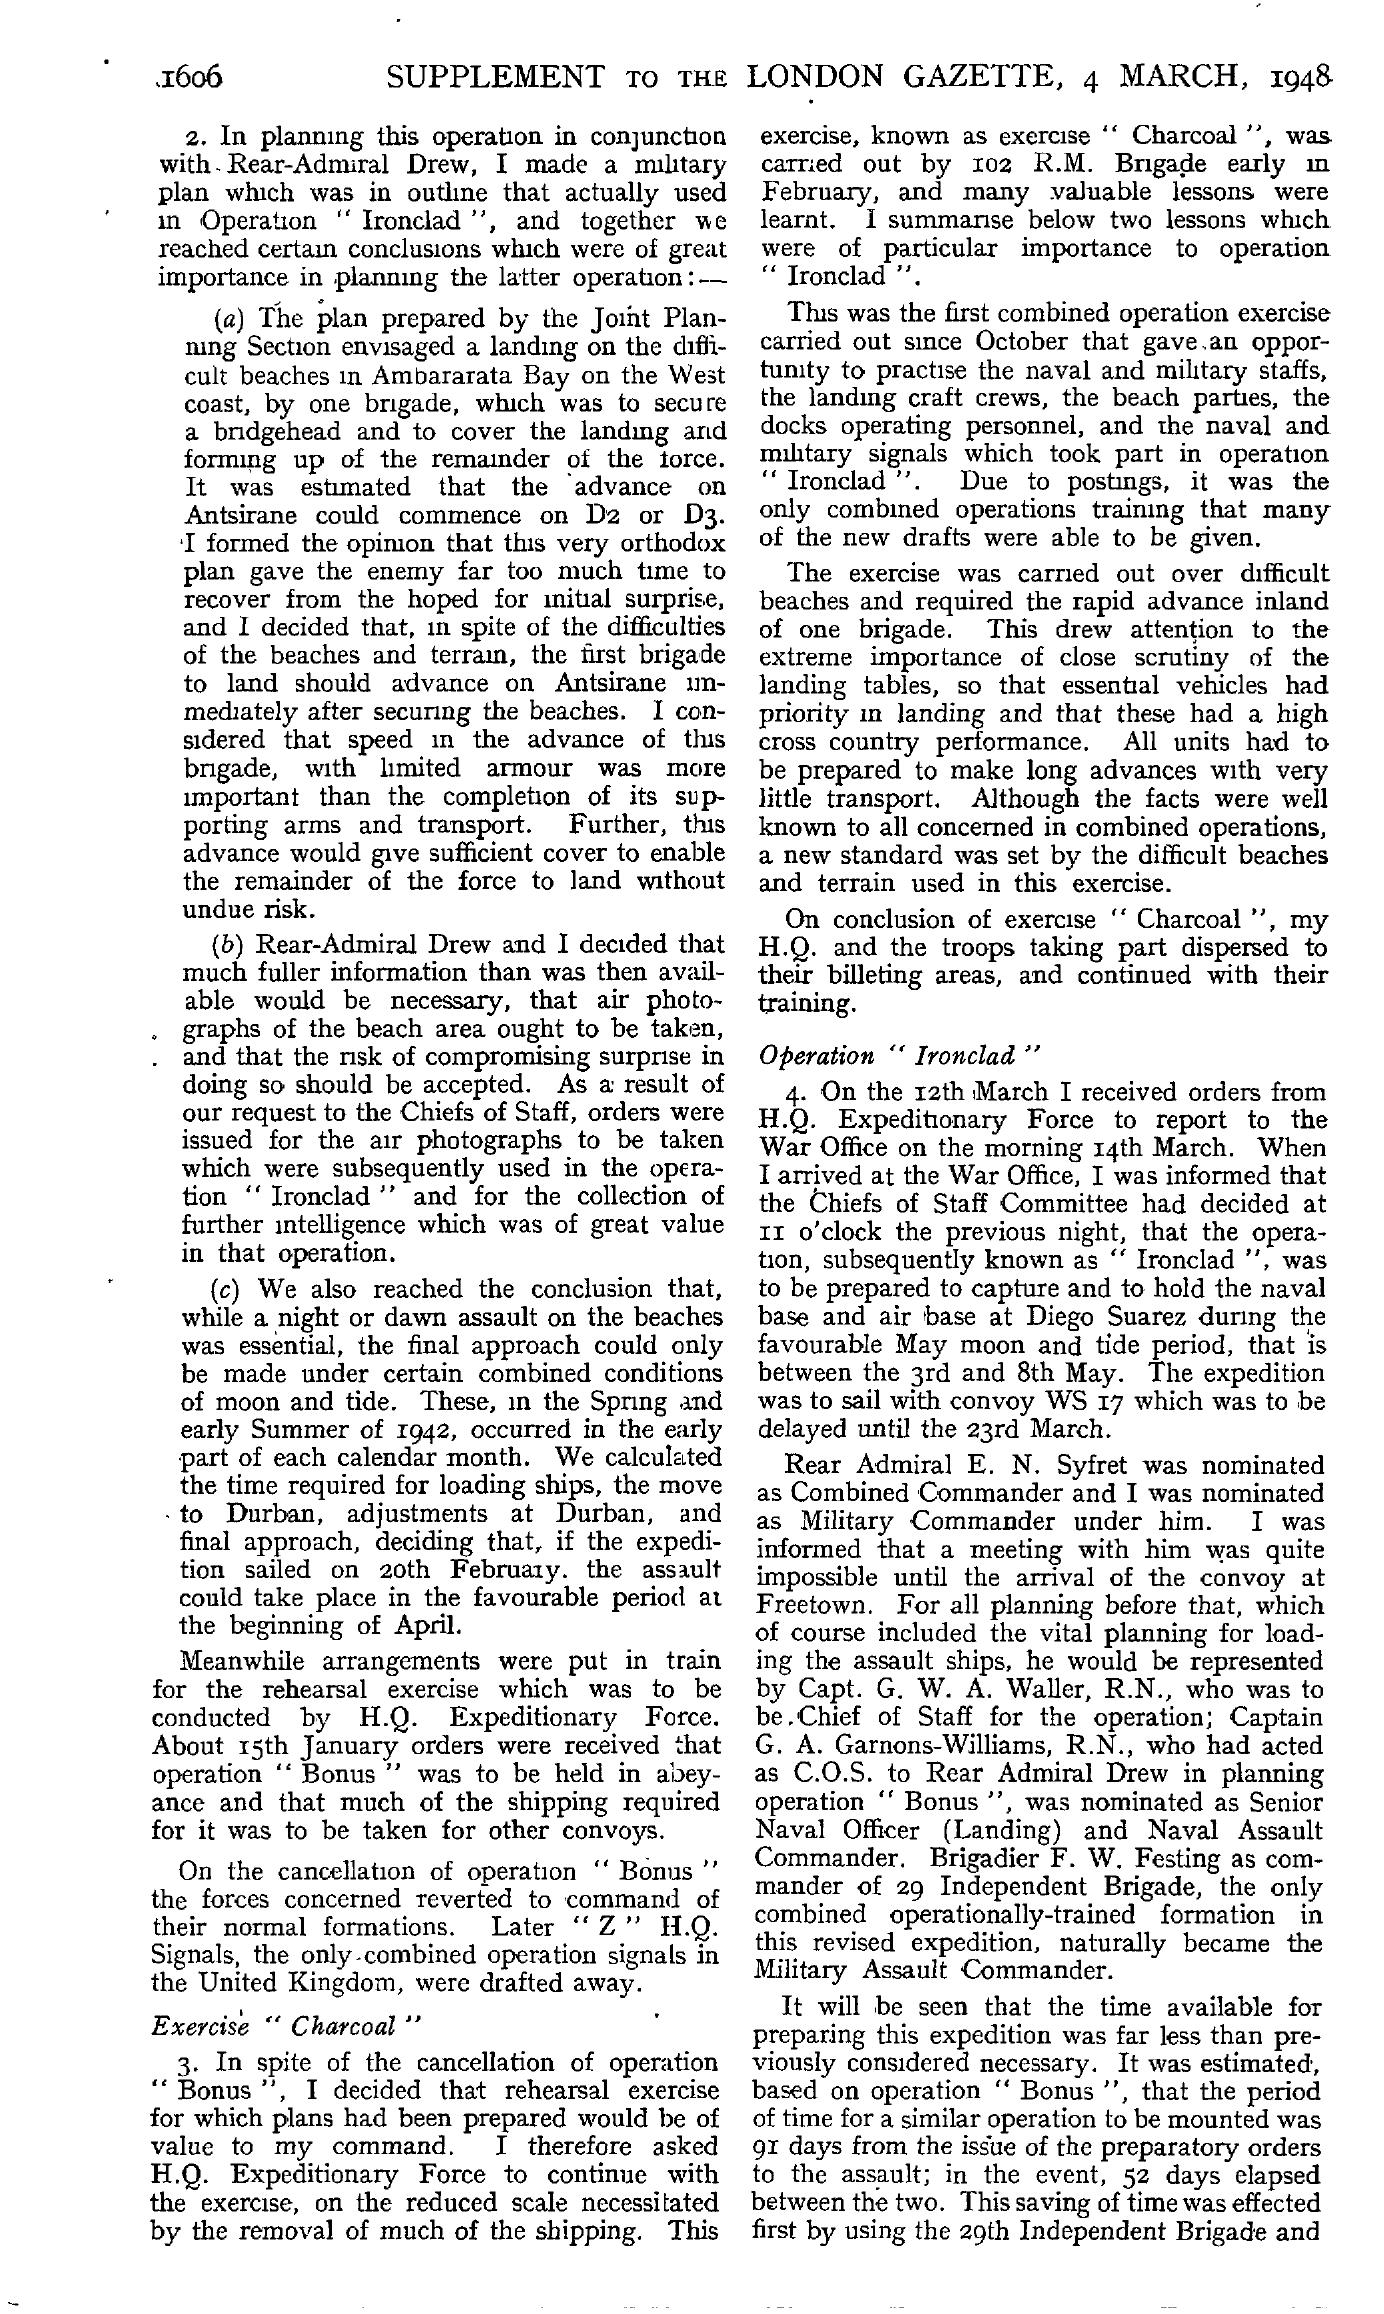 1606 SUPPLEMENT TO THE LONDON GAZETTE, 4 MARCH, 1948
2. In planning this operation in conjunction
with Rear-Admiral Drew, I made a military
plan which was in outline that actually used
in Operation " Ironclad ", and together we
reached certain conclusions which were of great
importance in planning the latter operation:—
(a) The plan prepared by the Joint Plan-
ning Section envisaged a landing on the diffi-
cult beaches in Ambararata Bay on the West
coast, by one brigade, which was to secure
a bridgehead and to cover the landing and
forming up of the remainder of the force.
It was estimated that the advance on
Antsirane could commence on D2 or D3.
I formed the opinion that this very orthodox
plan gave the enemy far too much time to
recover from the hoped for initial surprise,
and I decided that, in spite of the difficulties
of the beaches and terrain, the first brigade
to land should advance on Antsirane im-
mediately after securing the beaches. I con-
sidered that speed in the advance of this
brigade, with limited armour was more
important than the completion of its sup-
porting arms and transport. Further, this
advance would give sufficient cover to enable
the remainder of the force to land without
undue risk.
(b) Rear-Admiral Drew and I decided that
much fuller information than was then avail-
able would be necessary, that air photo-
graphs of the beach area ought to be taken,
and that the risk of compromising surprise in
doing so should be accepted. As a result of
our request to the Chiefs of Staff, orders were
issued for the air photographs to be taken
which were subsequently used in the opera-
tion " Ironclad " and for the collection of
further intelligence which was of great value
in that operation.
(c) We also reached the conclusion that,
while a night or dawn assault on the beaches
was essential, the final approach could only
be made under certain combined conditions
of moon and tide. These, in the Spring and
early Summer of 1942, occurred in the early
part of each calendar month. We calculated
the time required for loading ships, the move
to Durban, adjustments at Durban, and
final approach, deciding that, if the expedi-
tion sailed on 20th February. the assault
could take place in the favourable period at
the beginning of April.
Meanwhile arrangements were put in train
for the rehearsal exercise which was to be
conducted by H.Q. Expeditionary Force.
About 15th January orders were received that
operation " Bonus " was to be held in abey-
ance and that much of the shipping required
for it was to be taken for other convoys.
On the cancellation of operation " Bonus "
the forces concerned reverted to command of
their normal formations. Later " Z " H.Q.
Signals, the only combined operation signals in
the United Kingdom, were drafted away.
Exercise " Charcoal "
3. In spite of the cancellation of operation
" Bonus ", I decided that rehearsal exercise
for which plans had been prepared would be of
value to my command. I therefore asked
H.Q. Expeditionary Force to continue with
the exercise, on the reduced scale necessitated
by the removal of much of the shipping. This
exercise, known as exercise " Charcoal ", was
carried out by 102 R.M. Brigade early in
February, and many valuable lessons were
learnt. I summarise below two lessons which
were of particular importance to operation
" Ironclad ".
This was the first combined operation exercise
carried out since October that gave an oppor-
tunity to practise the naval and military staffs,
the landing craft crews, the beach parties, the
docks operating personnel, and the naval and
military signals which took part in operation
" Ironclad ". Due to postings, it was the
only combined operations training that many
of the new drafts were able to be given.
The exercise was carried out over difficult
beaches and required the rapid advance inland
of one brigade. This drew attention to the
extreme importance of close scrutiny of the
landing tables, so that essential vehicles had
priority in landing and that these had a high
cross country performance. All units had to
be prepared to make long advances with very
little transport. Although the facts were well
known to all concerned in combined operations,
a new standard was set by the difficult beaches
and terrain used in this exercise.
On conclusion of exercise " Charcoal ", my
H.Q. and the troops taking part dispersed to
their billeting areas, and continued with their
training.
Operation " Ironclad "
4. On the 12th March I received orders from
H.Q. Expeditionary Force to report to the
War Office on the morning 14th March. When
I arrived at the War Office, I was informed that
the Chiefs of Staff Committee had decided at
11 o'clock the previous night, that the opera-
tion, subsequently known as " Ironclad ", was
to be prepared to capture and to hold the naval
base and air base at Diego Suarez during the
favourable May moon and tide period, that is
between the 3rd and 8th May. The expedition
was to sail with convoy WS 17 which was to be
delayed until the 23rd March.
Rear Admiral E. N. Syfret was nominated
as Combined Commander and I was nominated
as Military Commander under him. I was
informed that a meeting with him was quite
impossible until the arrival of the convoy at
Freetown. For all planning before that, which
of course included the vital planning for load-
ing the assault ships, he would be represented
by Capt. G. W. A. Waller, R.N., who was to
be Chief of Staff for the operation; Captain
G. A. Garnons-Williams, R.N., who had acted
as C.O.S. to Rear Admiral Drew in planning
operation " Bonus ", was nominated as Senior
Naval Officer (Landing) and Naval Assault
Commander. Brigadier F. W. Festing as com-
mander of 29 Independent Brigade, the only
combined operationally-trained formation in
this revised expedition, naturally became the
Military Assault Commander.
It will be seen that the time available for
preparing this expedition was far less than pre-
viously considered necessary. It was estimated,
based on operation " Bonus ", that the period
of time for a similar operation to be mounted was
91 days from the issue of the preparatory orders
to the assault; in the event, 52 days elapsed
between the two. This saving of time was effected
first by using the 29th Independent Brigade and